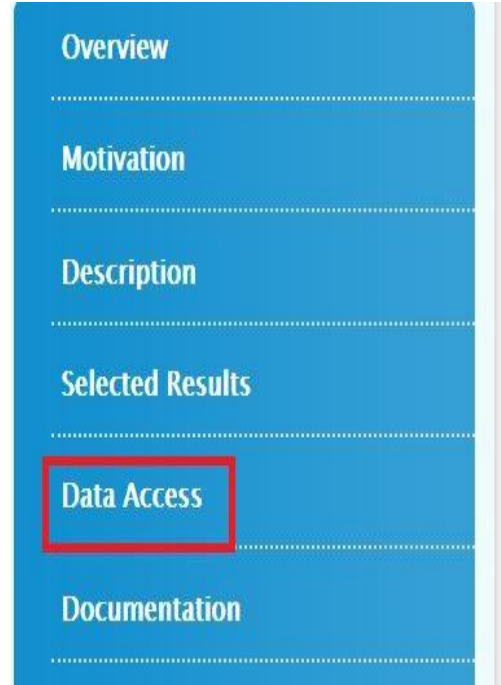 Overview
Motivation
Description
Selected Results
Data Access
Documentation